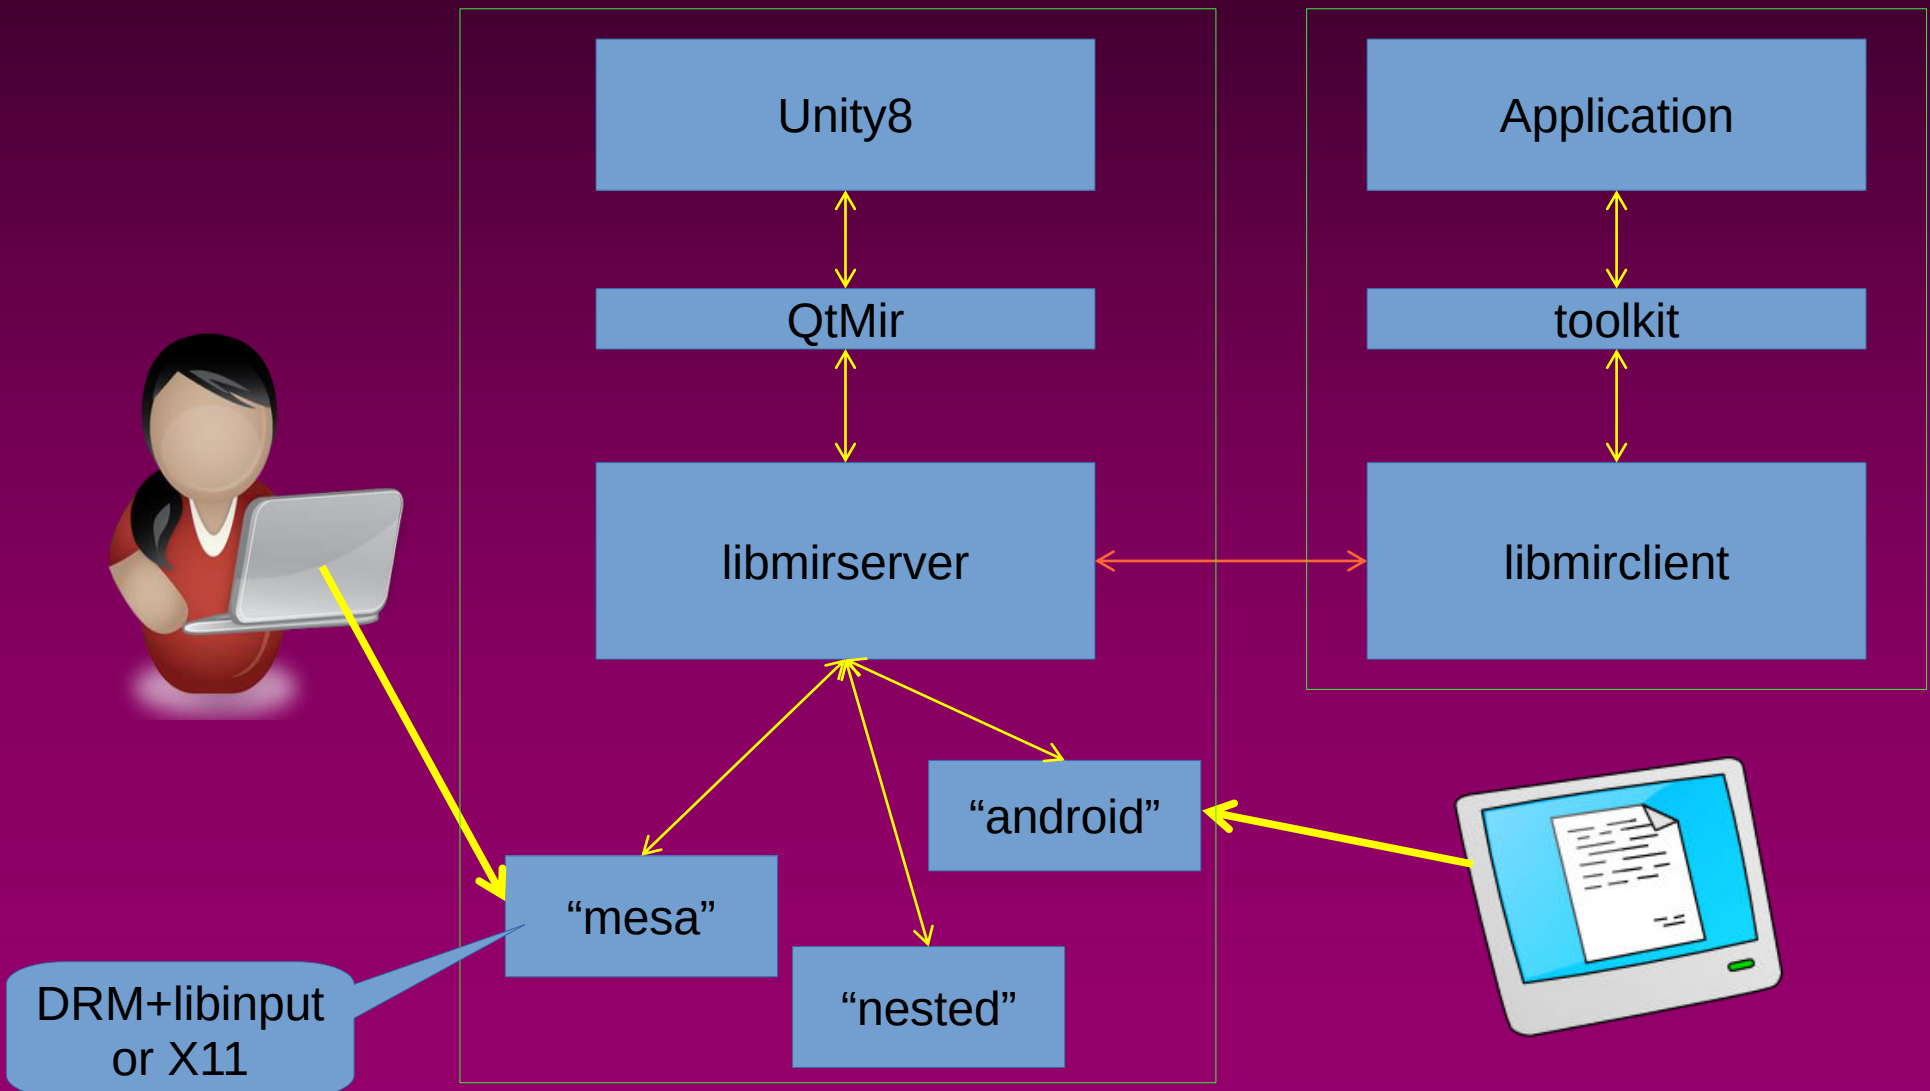 Unity8
Application
QtMir
toolkit
libmirserver
libmirclient
“android”
“mesa”
“nested”
DRM+libinput
or X11